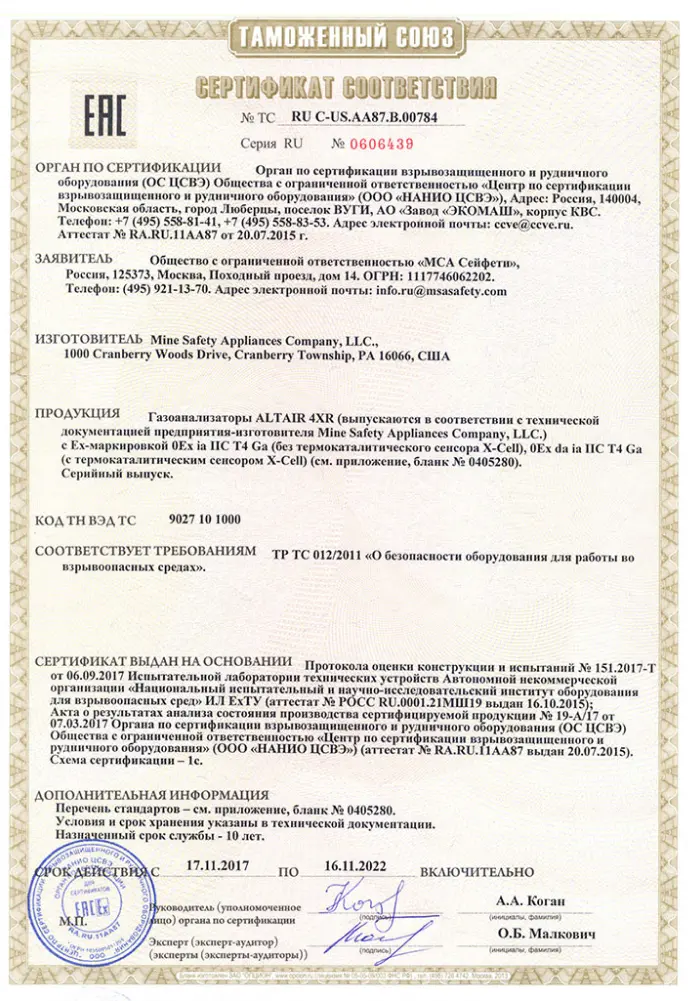 ТАМОЖЕННЫЙ СОЮЗ
СЕРТИФИКАТ СООТВЕТСТВИЯ
ЕАС
№ ТС RU C-US.AA87.B.00784
Серия RU № 0606439
ОРГАН ПО СЕРТИФИКАЦИИ Орган по сертификации взрывозащищенного и рудничного
оборудования (ОС ЦСВЭ) Общества с ограниченной ответственностью «Центр по сертификации
взрывозащищенного и рудничного оборудования» (ООО «НАНИО ЦСВЭ»), Адрес: Россия, 140004,
Московская область, город Люберцы, поселок ВУГИ, АО «Завод «ЭКОМАШ», корпус КВС.
Телефон: +7 (495) 558-81-41, +7 (495) 558-83-53. Адрес электронной почты: ccve@ccve.ru.
Аттестат № RA.RU.11AA87 от 20.07.2015 г.
ЗАЯВИТЕЛЬ Общество с ограниченной ответственностью «МСА Сейфети»,
Россия, 125373, Москва, Походный проезд, дом 14. ОГРН: 1117746062202.
Телефон: (495) 921-13-70. Адрес электронной почты: info.ru@msasafety.com
ИЗГОТОВИТЕЛЬ Mine Safety Appliances Company, LLC.,
1000 Cranberry Woods Drive, Cranberry Township, PA 16066, США
ПРОДУКЦИЯ Газоанализаторы ALTAIR 4XR (выпускаются в соответствии с технической
документацией предприятия-изготовителя Mine Safety Appliances Company, LLC.)
с Ех-маркировкой 0Ex ia IIC T4 Ga (без термокаталитического сенсора X-Cell), 0Ex da ia IIC T4 Ga
(с термокаталитическим сенсором X-Cell) (см. приложение, бланк № 0405280).
Серийный выпуск.
КОД ТН ВЭД ТС 9027 10 1000
СООТВЕТСТВУЕТ ТРЕБОВАНИЯМ ТР ТС 012/2011 «О безопасности оборудования для работы во
взрывоопасных средах».
СЕРТИФИКАТ ВЫДАН НА ОСНОВАНИИ Протокола оценки конструкции и испытаний № 151.2017-Т
от 06.09.2017 Испытательной лаборатории технических устройств Автономной некоммерческой
организации «Национальный испытательный и научно-исследовательский институт оборудования
для взрывоопасных сред» ИЛ ЕхТУ (аттестат № РОСС RU.0001.21МШ19 выдан 16.10.2015);
Акта о результатах анализа состояния производства сертифицируемой продукции № 19-А/17 от
07.03.2017 Органа по сертификации взрывозащищенного и рудничного оборудования (ОС ЦСВЭ)
Общества с ограниченной ответственностью «Центр по сертификации взрывозащищенного и
рудничного оборудования» (ООО «НАНИО ЦСВЭ») (аттестат № RA.RU.11AA87 выдан 20.07.2015).
Схема сертификации – 1с.
ДОПОЛНИТЕЛЬНАЯ ИНФОРМАЦИЯ
Перечень стандартов – см. приложение, бланк № 0405280.
Условия и срок хранения указаны в технической документации.
Назначенный срок службы - 10 лет.
СРОК ДЕЙСТВИЯ С 17.11.2017 ПО 16.11.2022 ВКЛЮЧИТЕЛЬНО
М.П.
Руководитель (уполномоченное
лицо) органа по сертификации
(подпись)
А.А. Коган
(инициалы, фамилия)
Эксперт (эксперт-аудитор)
(эксперты (эксперты-аудиторы))
(подпись)
О.Б. Малкович
(инициалы, фамилия)
ДЛЯ
СЕРТИФИКАТОВ
RA.RU.11AA87